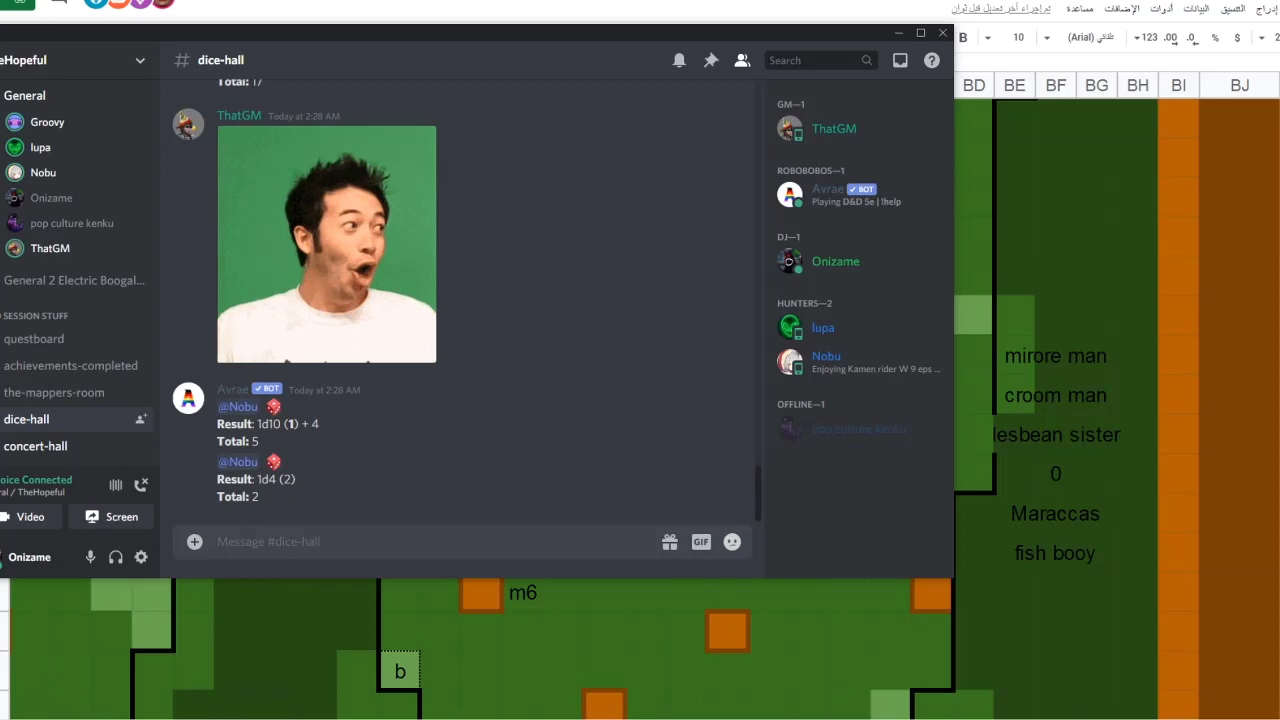 إدراج التنسيق البيانات أدوات الإضافات مساعدة
eHopeful
# dice-hall
Search
B 10 (Arial) تلقائي 123 .00 .0 % $
BD BE BF BG BH BI BJ
General
Groovy
lupa
Nobu
Onizame
pop culture kenku
ThatGM
General 2 Electric Boogal...
SESSION STUFF
questboard
achievements-completed
the-mappers-room
dice-hall
concert-hall
oice Connected
ral / TheHopeful
Video Screen
Onizame
Total: 17
ThatGM Today at 2:28 AM
Avrae BOT Today at 2:28 AM
@Nobu
Result: 1d10 (1) + 4
Total: 5
@Nobu
Result: 1d4 (2)
Total: 2
Message #dice-hall
GIF
GM—1
ThatGM
ROBOBOBOS—1
Avrae BOT
Playing D&D 5e | !help
DJ—1
Onizame
HUNTERS—2
lupa
Nobu
Enjoying Kamen rider W 9 eps ...
OFFLINE—1
pop culture kenku
mirore man
croom man
lesbean sister
0
Maraccas
fish booy
m6
b